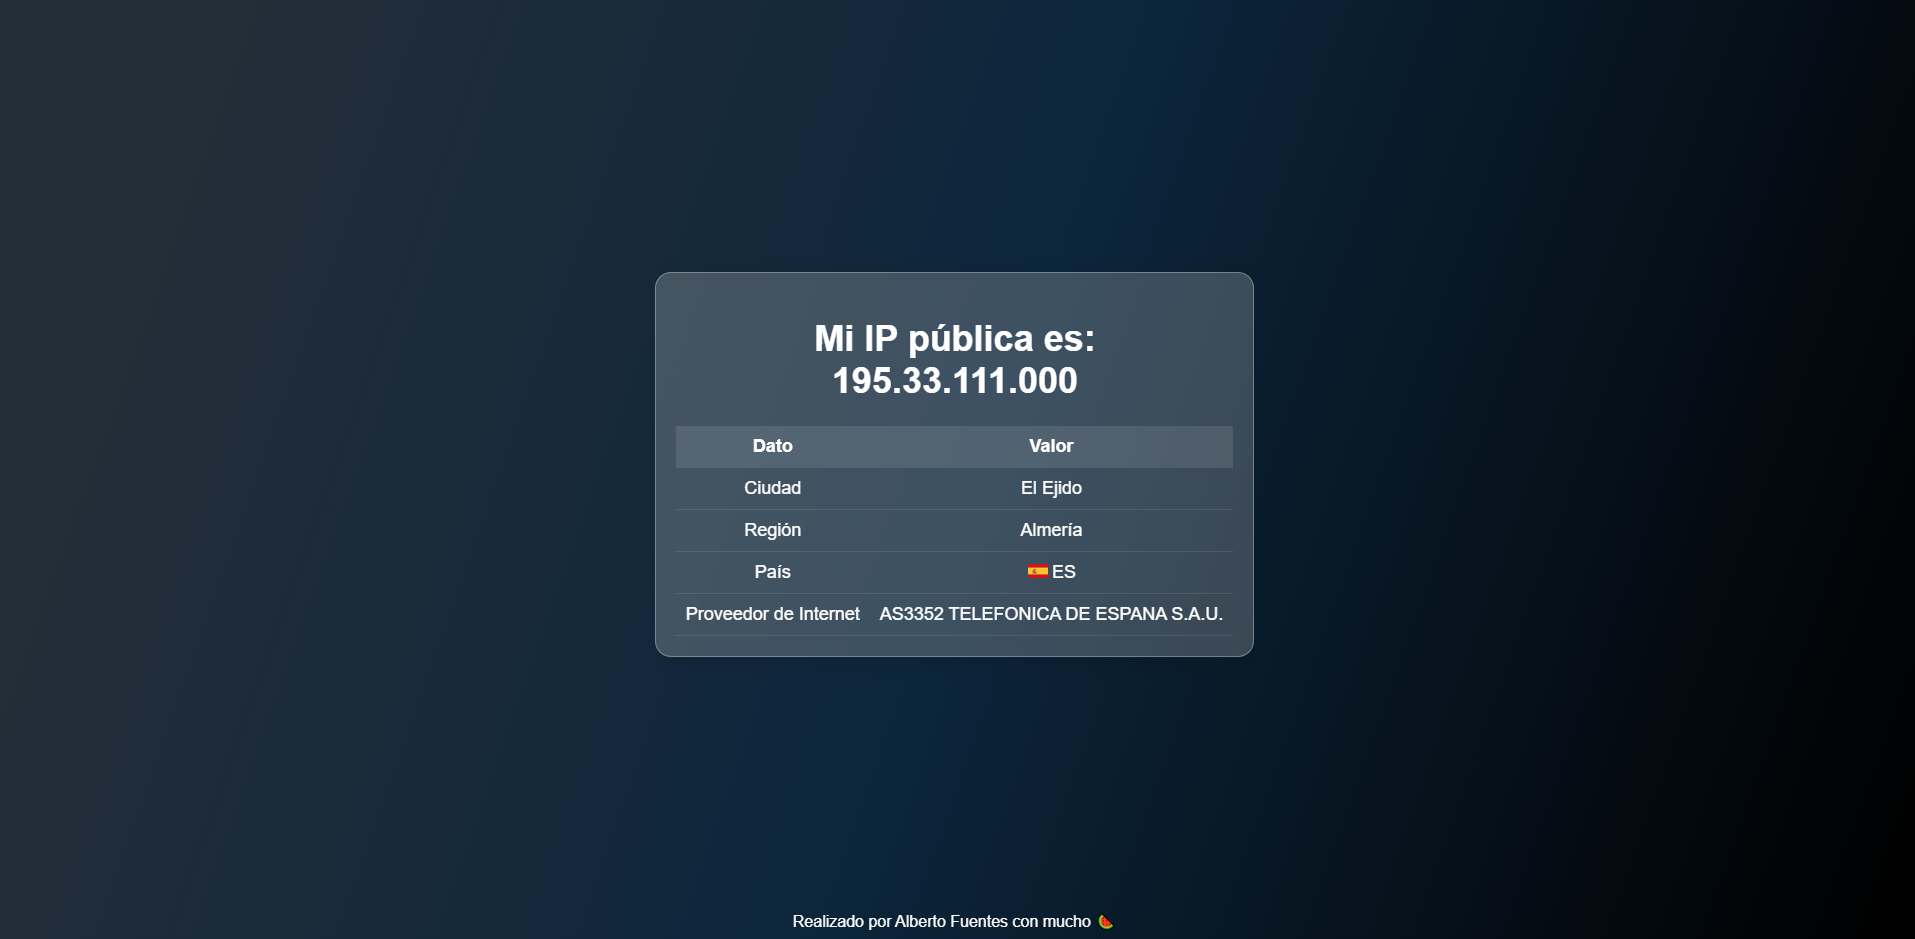 Mi IP pública es:
195.33.111.000
Dato Valor
Ciudad El Ejido
Región Almería
País 🇪🇸 ES
Proveedor de Internet AS3352 TELEFONICA DE ESPANA S.A.U.
Realizado por Alberto Fuentes con mucho 🍉